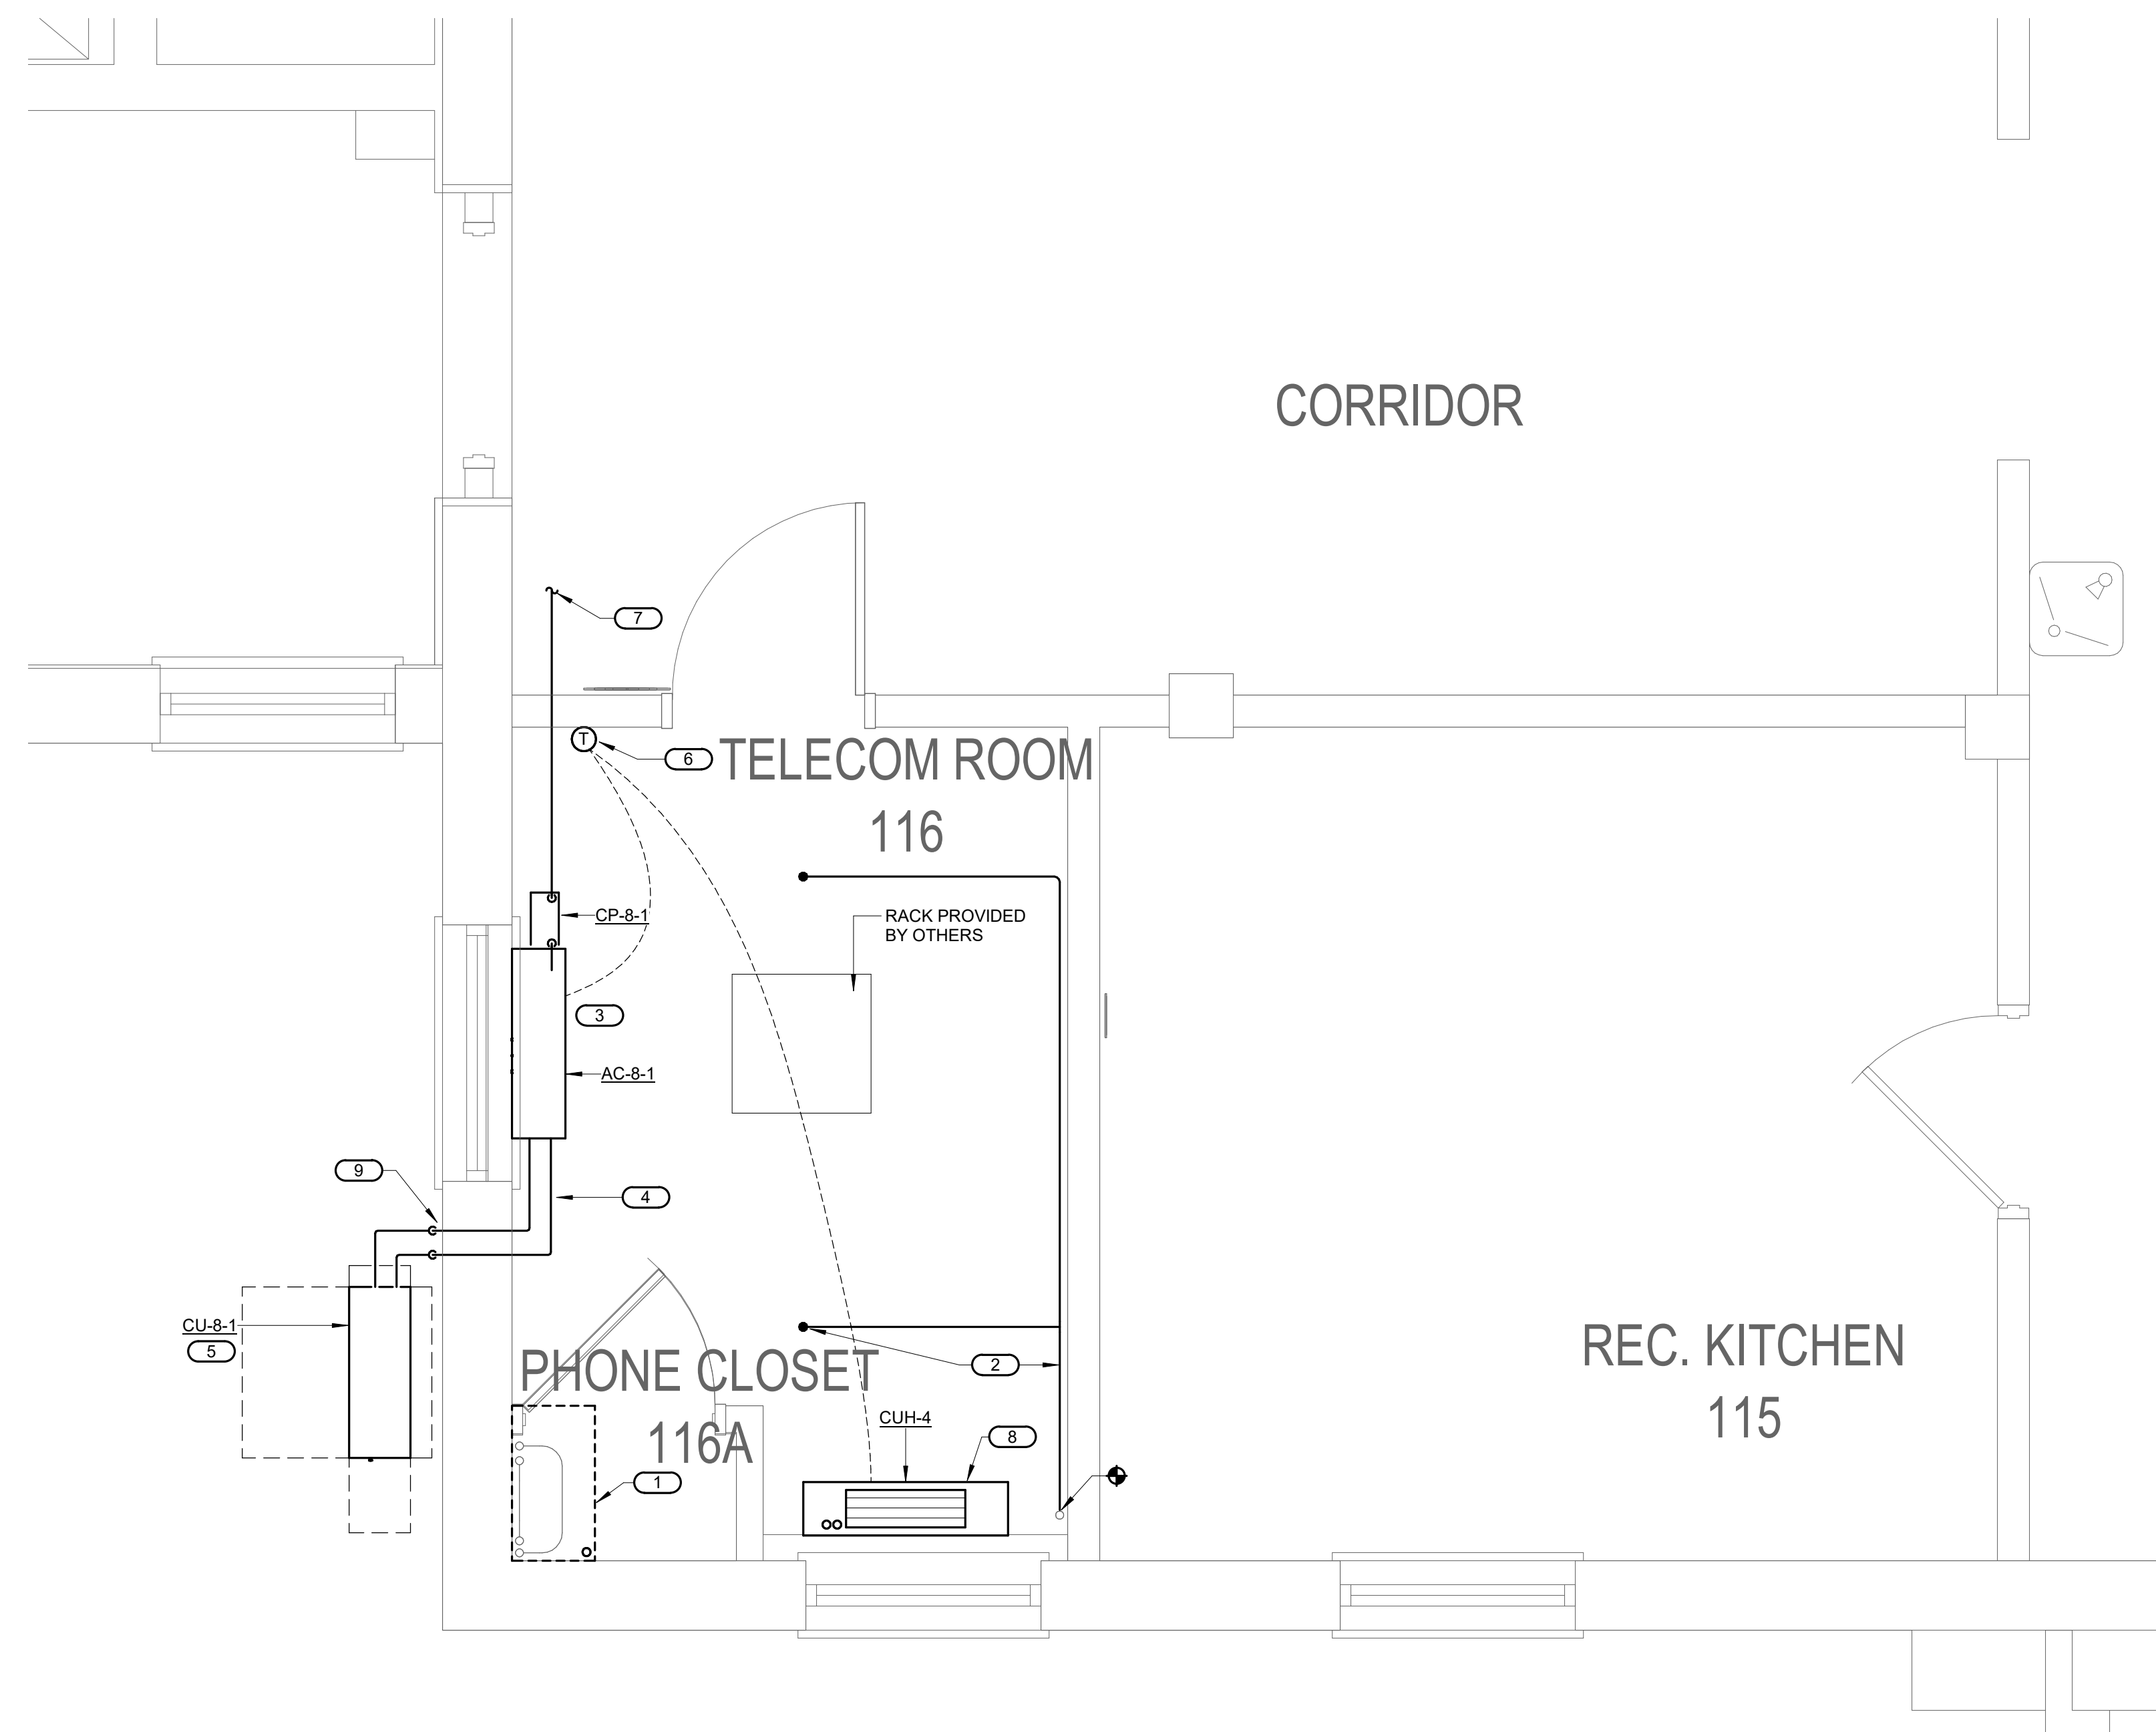 CORRIDOR
7
T
6
TELECOM ROOM
116
CP-8-1
RACK PROVIDED
BY OTHERS
3
AC-8-1
9
4
CU-8-1
5
2
PHONE CLOSET
116A
CUH-4
8
1
REC. KITCHEN
115